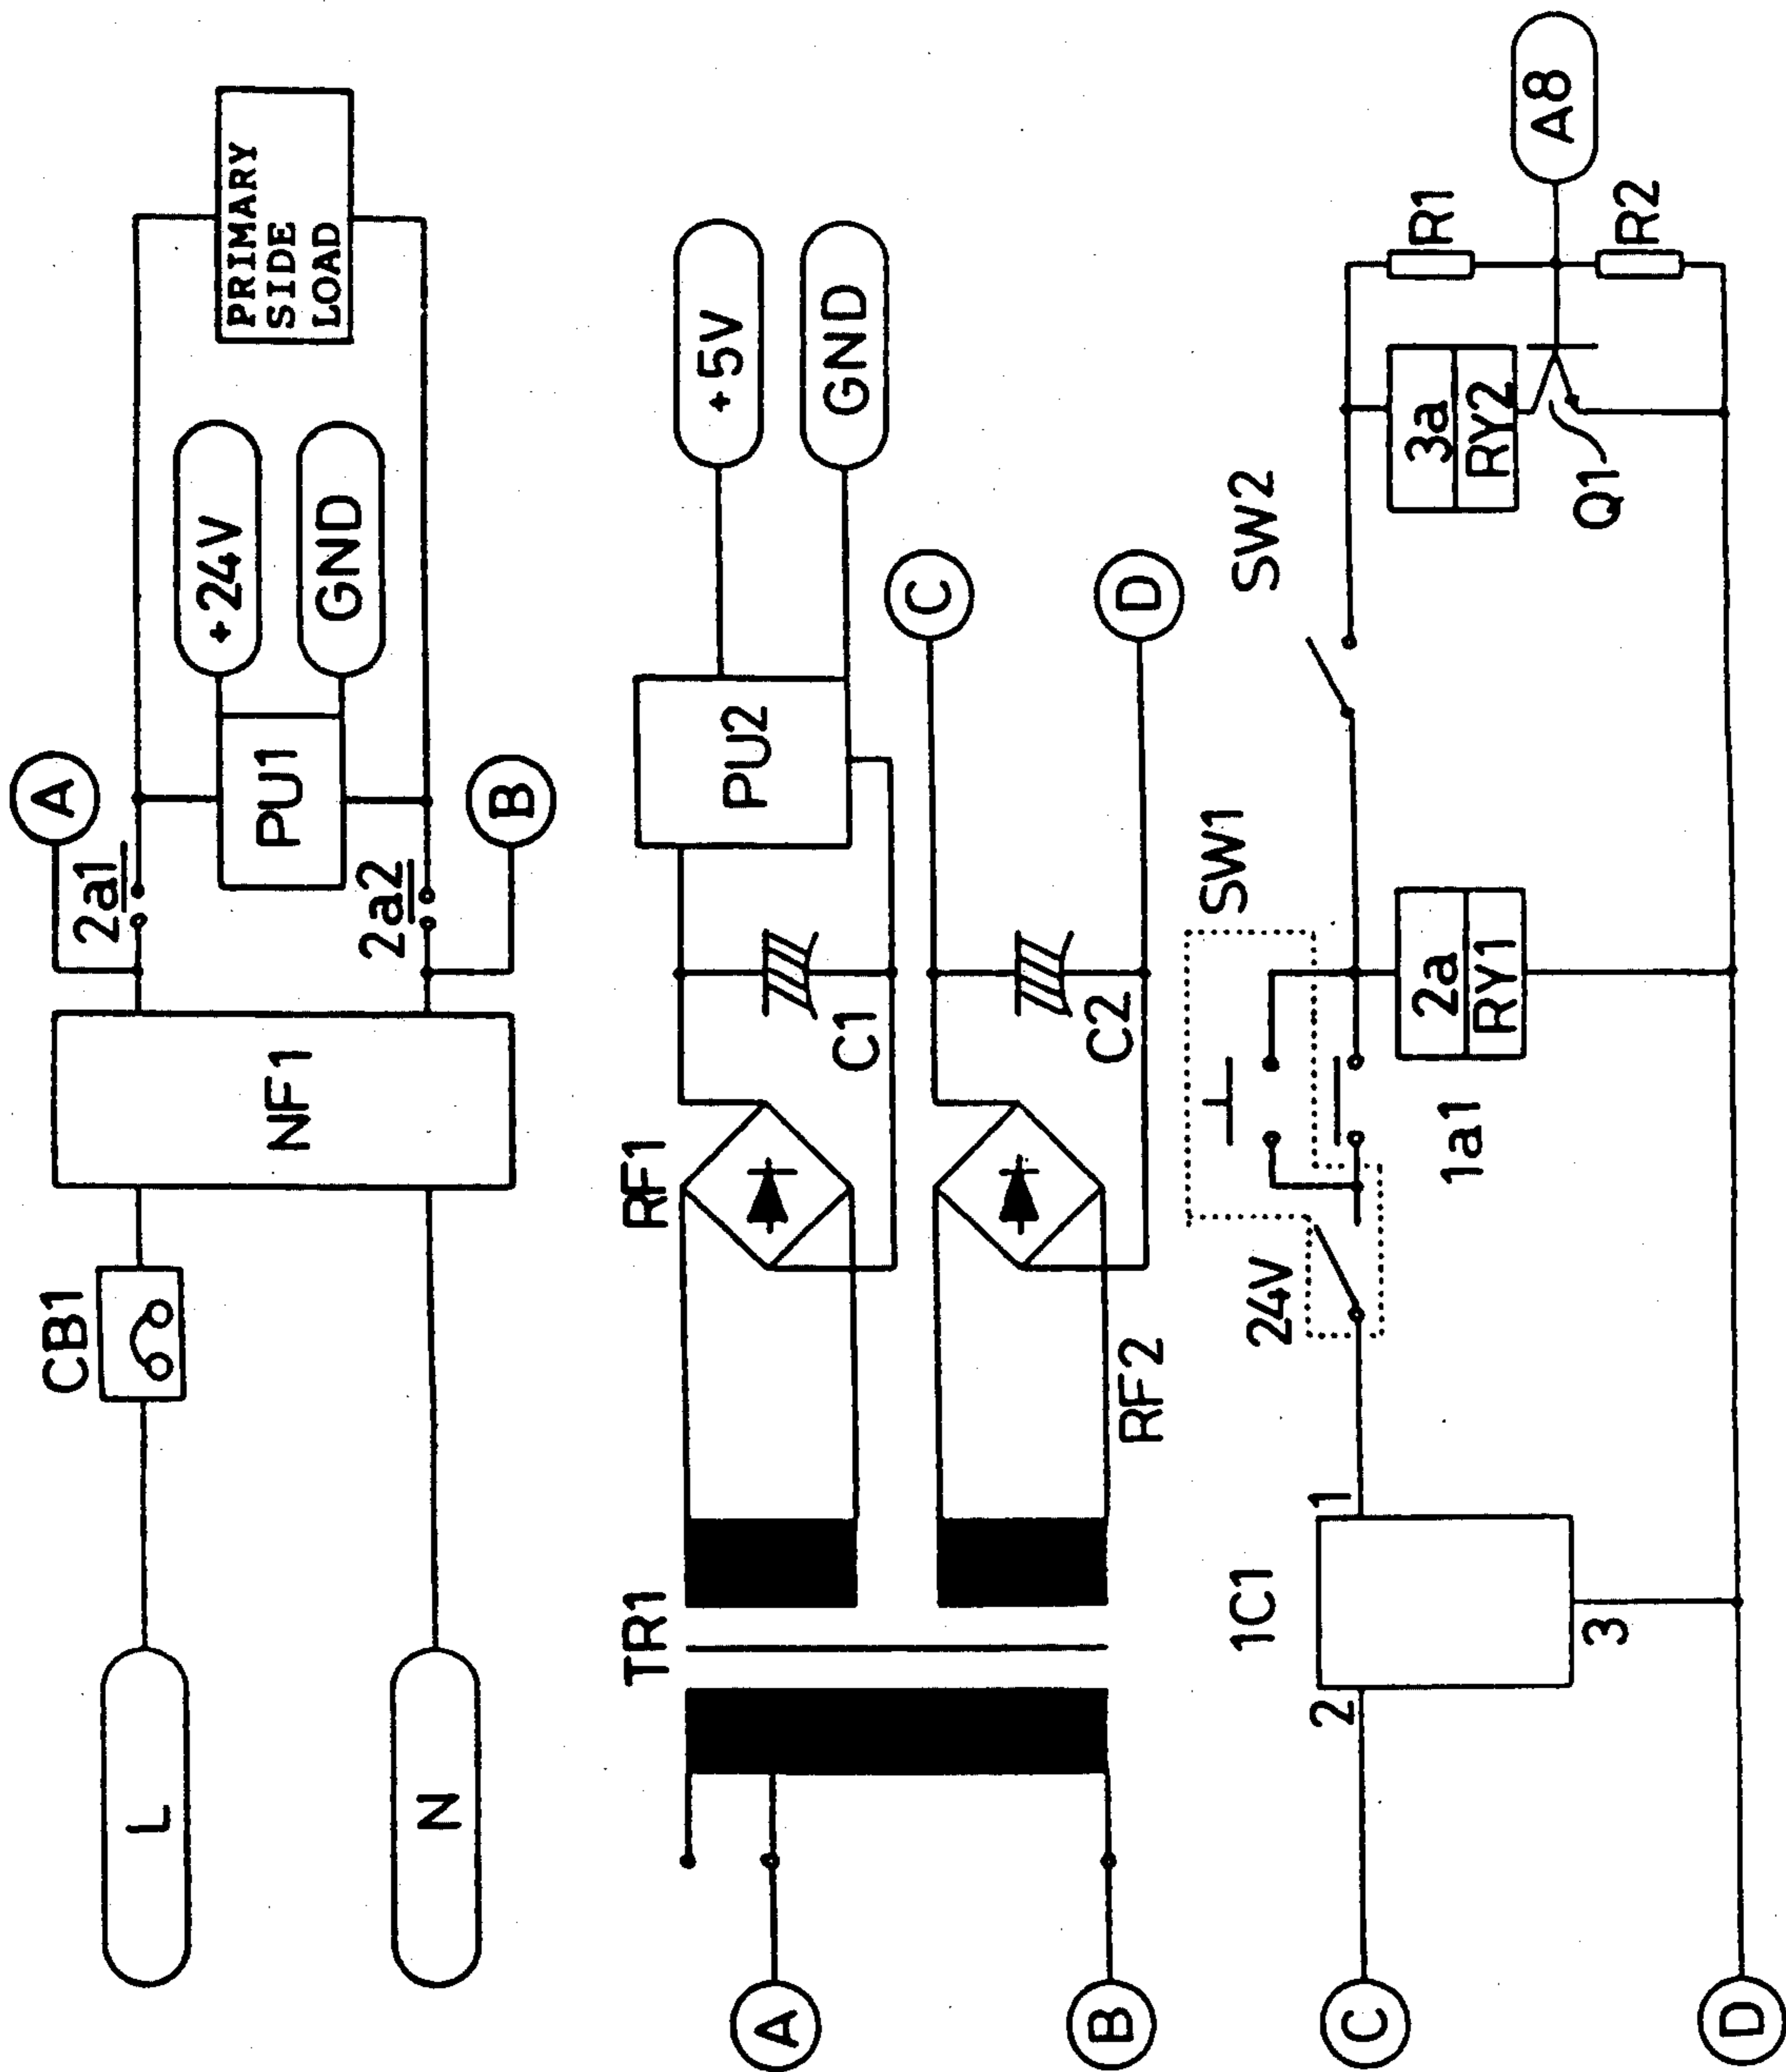 L
CB1
NF1
N
A
2a1
2a2
B
PU1
+24V
GND
PRIMARY
SIDE
LOAD
A
B
TR1
RF1
RF2
C1
C2
PU2
+5V
GND
C
D
C
D
2
1C1
1
3
24V
SW1
1a1
2a
RY1
SW2
3a
RY2
Q1
R1
R2
A8